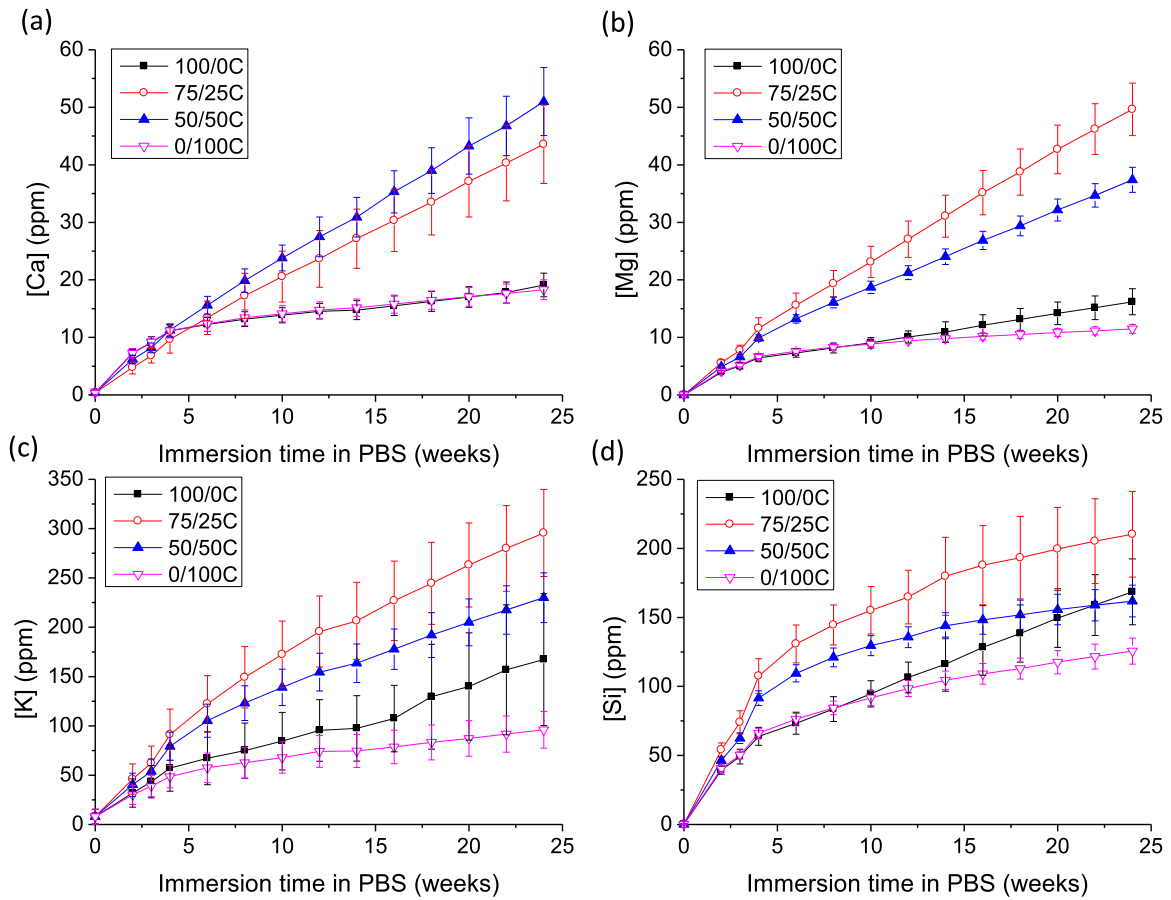 (a)
60
50
40
30
20
10
0
[Ca] (ppm)
100/0C
75/25C
50/50C
0/100C
0 5 10 15 20 25
Immersion time in PBS (weeks)
(b)
60
50
40
30
20
10
0
[Mg] (ppm)
100/0C
75/25C
50/50C
0/100C
0 5 10 15 20 25
Immersion time in PBS (weeks)
(c)
350
300
250
200
150
100
50
0
[K] (ppm)
100/0C
75/25C
50/50C
0/100C
0 5 10 15 20 25
Immersion time in PBS (weeks)
(d)
250
200
150
100
50
0
[Si] (ppm)
100/0C
75/25C
50/50C
0/100C
0 5 10 15 20 25
Immersion time in PBS (weeks)